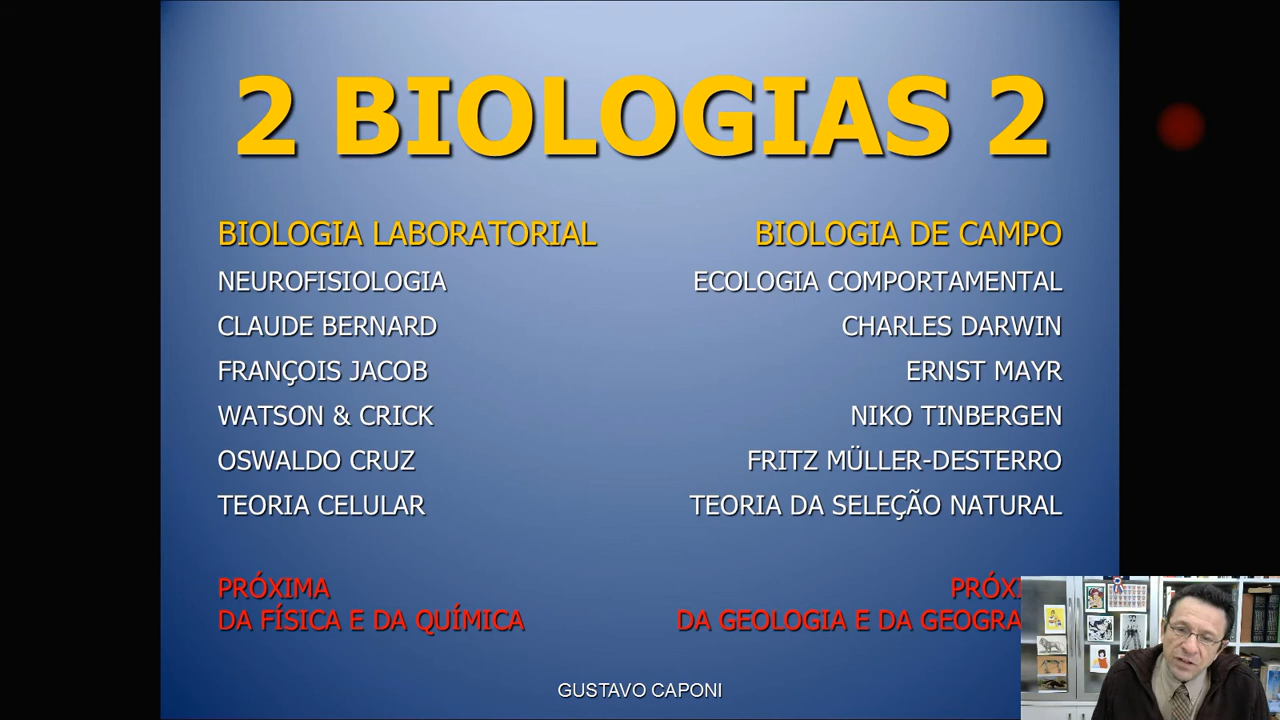 2 BIOLOGIAS 2
BIOLOGIA LABORATORIAL
NEUROFISIOLOGIA
CLAUDE BERNARD
FRANÇOIS JACOB
WATSON & CRICK
OSWALDO CRUZ
TEORIA CELULAR
PRÓXIMA
DA FÍSICA E DA QUÍMICA
BIOLOGIA DE CAMPO
ECOLOGIA COMPORTAMENTAL
CHARLES DARWIN
ERNST MAYR
NIKO TINBERGEN
FRITZ MÜLLER-DESTERRO
TEORIA DA SELEÇÃO NATURAL
PRÓXI
DA GEOLOGIA E DA GEOGRA
GUSTAVO CAPONI